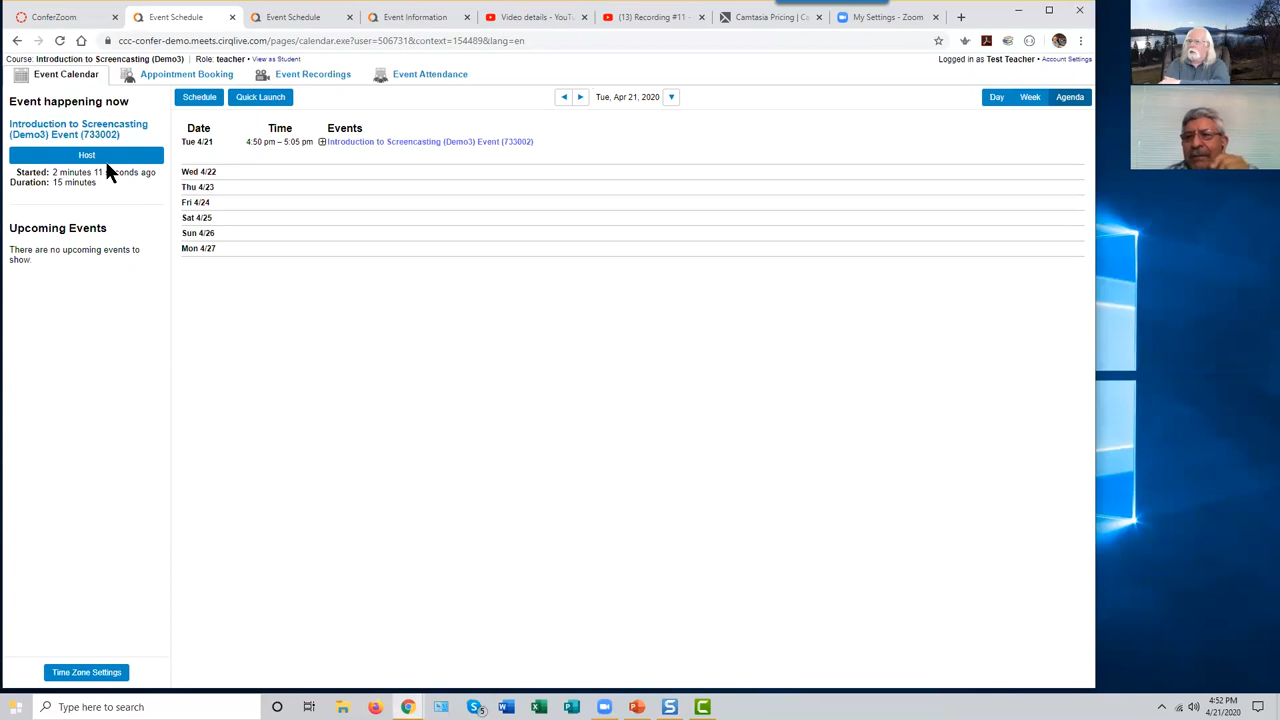 ConferZoom
Event Schedule
Event Schedule
Event Information
Video details - YouT
(13) Recording #11 -
Camtasia Pricing | Ca
My Settings - Zoom
ccc-confer-demo.meets.cirqlive.com/pages/calendar.exe?user=506731&context=154489&lang=en
Course: Introduction to Screencasting (Demo3) • Role: teacher • View as Student
Logged in as Test Teacher • Account Settings
Event Calendar
Appointment Booking
Event Recordings
Event Attendance
Event happening now
Introduction to Screencasting
(Demo3) Event (733002)
Host
Started: 2 minutes 11 seconds ago
Duration: 15 minutes
Upcoming Events
There are no upcoming events to
show.
Time Zone Settings
Schedule
Quick Launch
Tue, Apr 21, 2020
Day
Week
Agenda
Date Time Events
Tue 4/21 4:50 pm – 5:05 pm Introduction to Screencasting (Demo3) Event (733002)
Wed 4/22
Thu 4/23
Fri 4/24
Sat 4/25
Sun 4/26
Mon 4/27
Type here to search
5
4:52 PM
4/21/2020